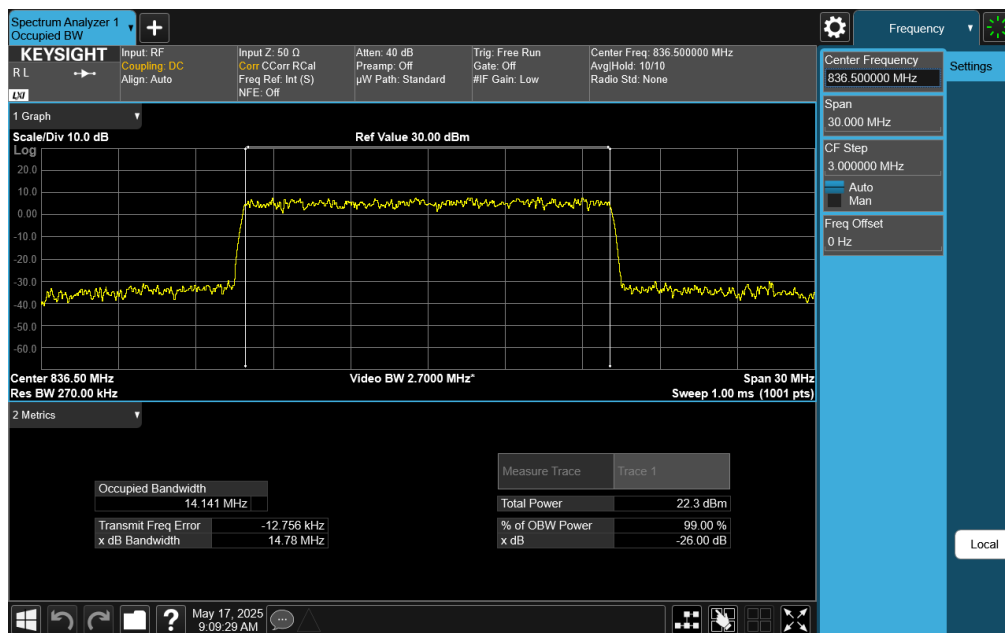 Spectrum Analyzer 1
Occupied BW
+
Frequency
KEYSIGHT
R L
LXI
Input: RF
Coupling: DC
Align: Auto
Input Z: 50 Ω
Corr CCorr RCal
Freq Ref: Int (S)
NFE: Off
Atten: 40 dB
Preamp: Off
µW Path: Standard
Trig: Free Run
Gate: Off
#IF Gain: Low
Center Freq: 836.500000 MHz
Avg|Hold: 10/10
Radio Std: None
Center Frequency
836.500000 MHz
Settings
Span
30.000 MHz
CF Step
3.000000 MHz
Auto
Man
Freq Offset
0 Hz
Local
1 Graph
Scale/Div 10.0 dB
Ref Value 30.00 dBm
Log
20.0
10.0
0.00
-10.0
-20.0
-30.0
-40.0
-50.0
-60.0
Center 836.50 MHz
Video BW 2.7000 MHz*
Span 30 MHz
Res BW 270.00 kHz
Sweep 1.00 ms (1001 pts)
2 Metrics
Measure Trace
Trace 1
Occupied Bandwidth
14.141 MHz
Total Power
22.3 dBm
Transmit Freq Error
-12.756 kHz
% of OBW Power
99.00 %
x dB Bandwidth
14.78 MHz
x dB
-26.00 dB
?
May 17, 2025
9:09:29 AM